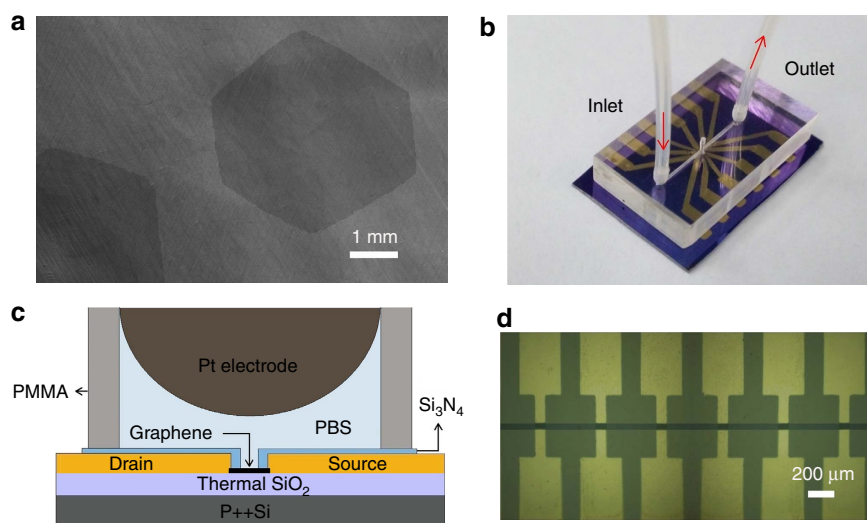 a
1 mm
b
Inlet
Outlet
c
Pt electrode
PMMA
Graphene
PBS
Si₃N₄
Drain
Source
Thermal SiO₂
P++Si
d
200 μm